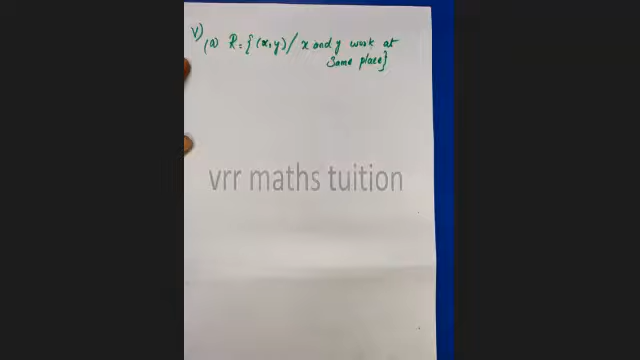 V)
(a) R = {(x, y) / x and y work at
Same place}
vrr maths tuition